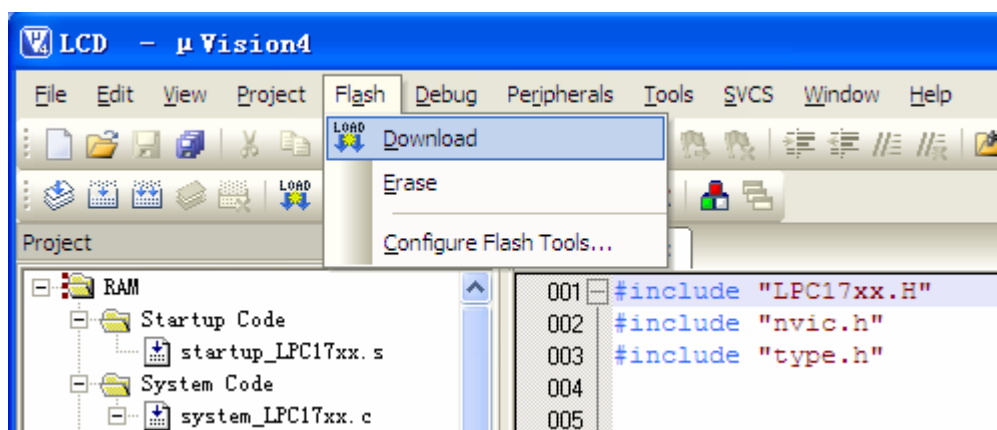 LCD - μVision4
File Edit View Project Flash Debug Peripherals Tools SVCS Window Help
LOAD Download
LOAD Erase
Configure Flash Tools...
Project
RAM
Startup Code
startup_LPC17xx.s
System Code
system_LPC17xx.c
001 #include "LPC17xx.H"
002 #include "nvic.h"
003 #include "type.h"
004
005